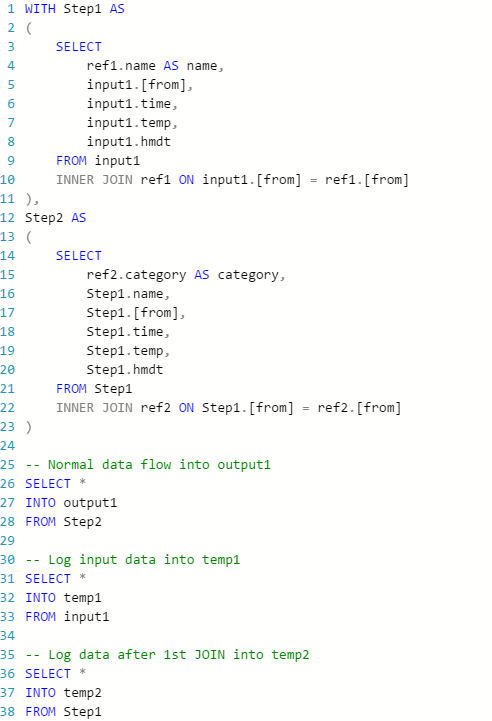 1 WITH Step1 AS
2 (
3     SELECT
4         ref1.name AS name,
5         input1.[from],
6         input1.time,
7         input1.temp,
8         input1.hmdt
9     FROM input1
10     INNER JOIN ref1 ON input1.[from] = ref1.[from]
11 ),
12 Step2 AS
13 (
14     SELECT
15         ref2.category AS category,
16         Step1.name,
17         Step1.[from],
18         Step1.time,
19         Step1.temp,
20         Step1.hmdt
21     FROM Step1
22     INNER JOIN ref2 ON Step1.[from] = ref2.[from]
23 )
24
25 -- Normal data flow into output1
26 SELECT *
27 INTO output1
28 FROM Step2
29
30 -- Log input data into temp1
31 SELECT *
32 INTO temp1
33 FROM input1
34
35 -- Log data after 1st JOIN into temp2
36 SELECT *
37 INTO temp2
38 FROM Step1